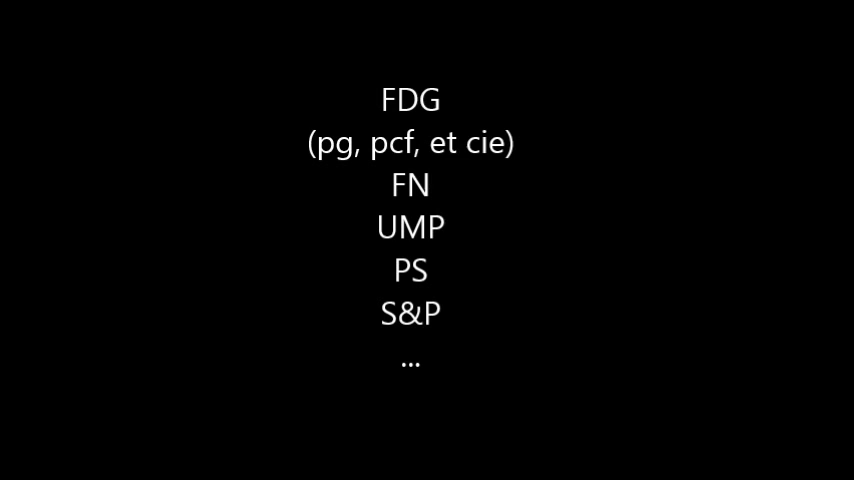 FDG
(pg, pcf, et cie)
FN
UMP
PS
S&P
...